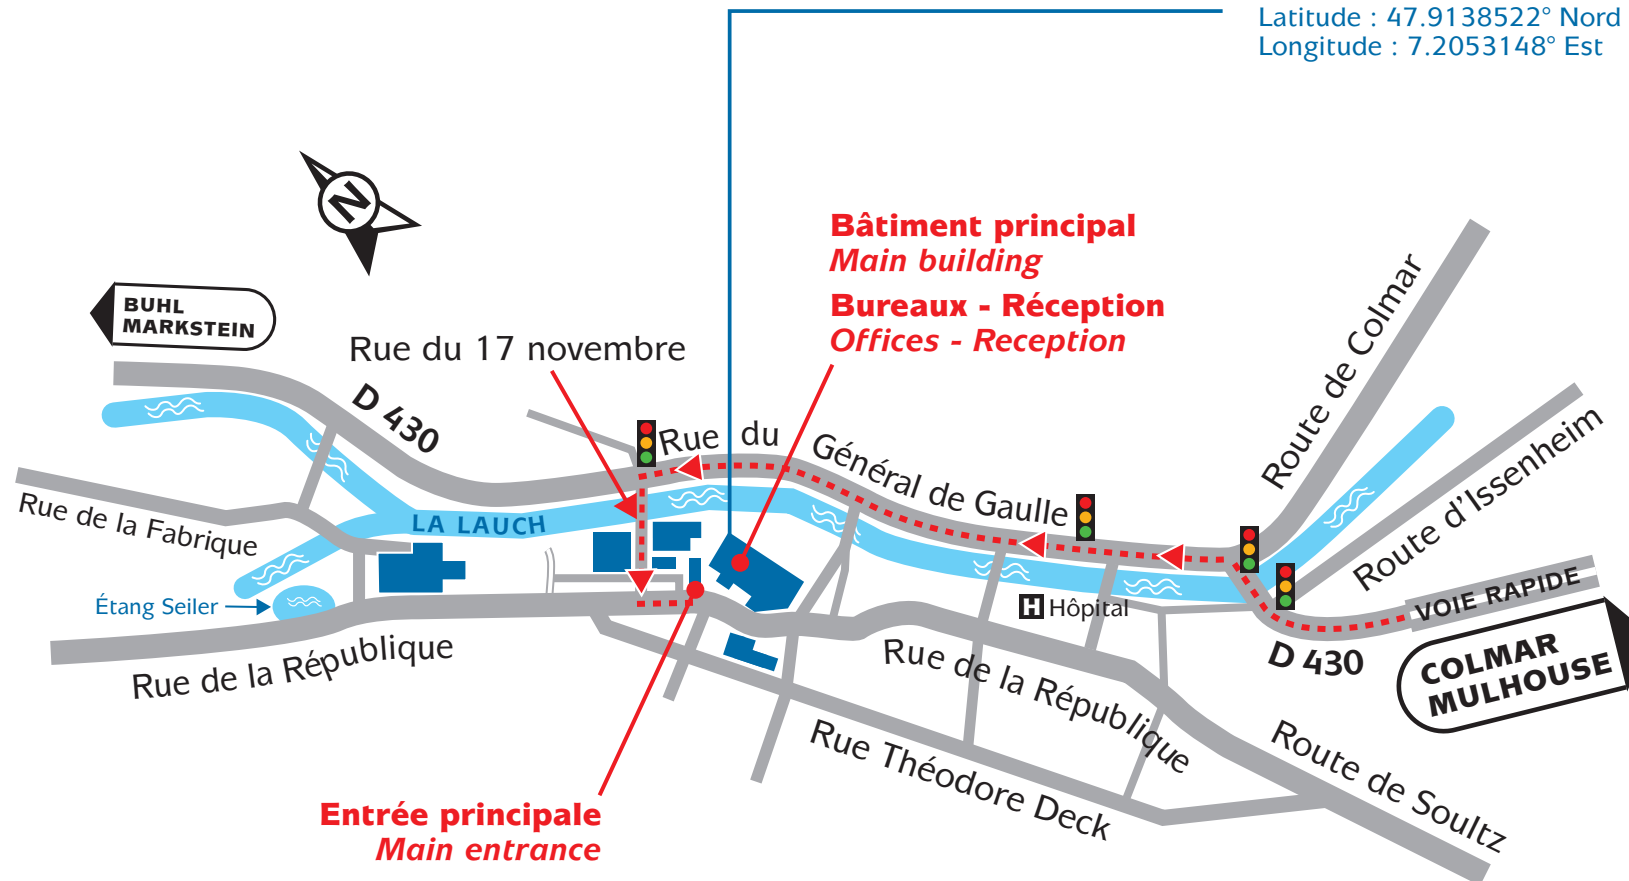 Latitude : 47.9138522° Nord
Longitude : 7.2053148° Est
N
Bâtiment principal
Main building
Bureaux - Réception
Offices - Reception
BUHL
MARKSTEIN
Rue du 17 novembre
D 430
Rue du Général de Gaulle
Route de Colmar
Route d'Issenheim
Rue de la Fabrique
LA LAUCH
Étang Seiler
H Hôpital
VOIE RAPIDE
D 430
COLMAR
MULHOUSE
Rue de la République
Rue de la République
Rue Théodore Deck
Route de Soultz
Entrée principale
Main entrance